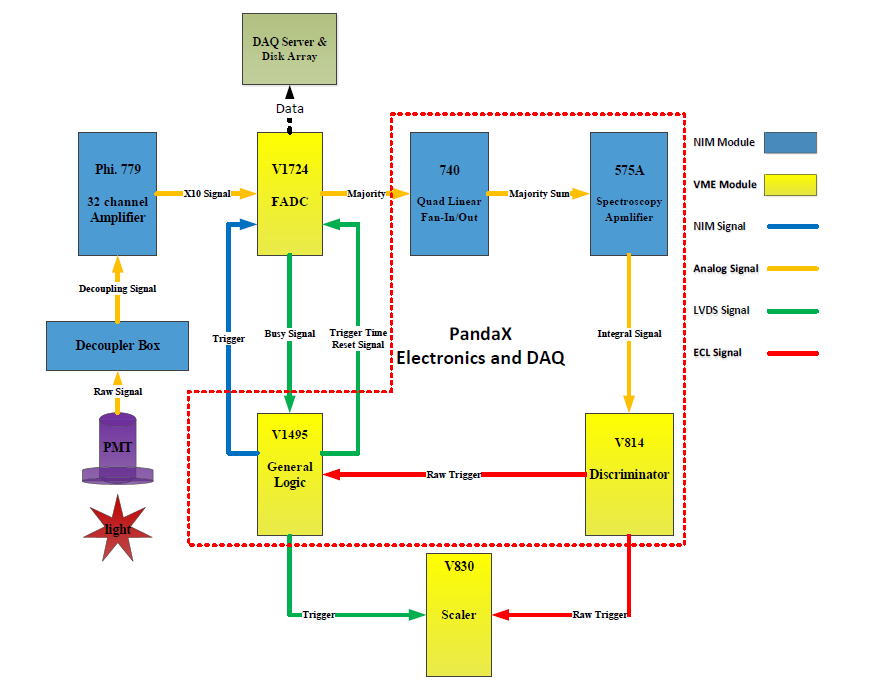 DAQ Server &
Disk Array
Data
Phi. 779
32 channel
Amplifier
X10 Signal
V1724
FADC
Majority
740
Quad Linear
Fan-In/Out
Majority Sum
575A
Spectroscopy
Apmlifier
NIM Module
VME Module
NIM Signal
Analog Signal
LVDS Signal
ECL Signal
Decoupling Signal
Decoupler Box
Raw Signal
PMT
light
Trigger
Busy Signal
Trigger Time
Reset Signal
PandaX
Electronics and DAQ
Integral Signal
V1495
General
Logic
Raw Trigger
V814
Discriminator
V830
Scaler
Trigger
Raw Trigger